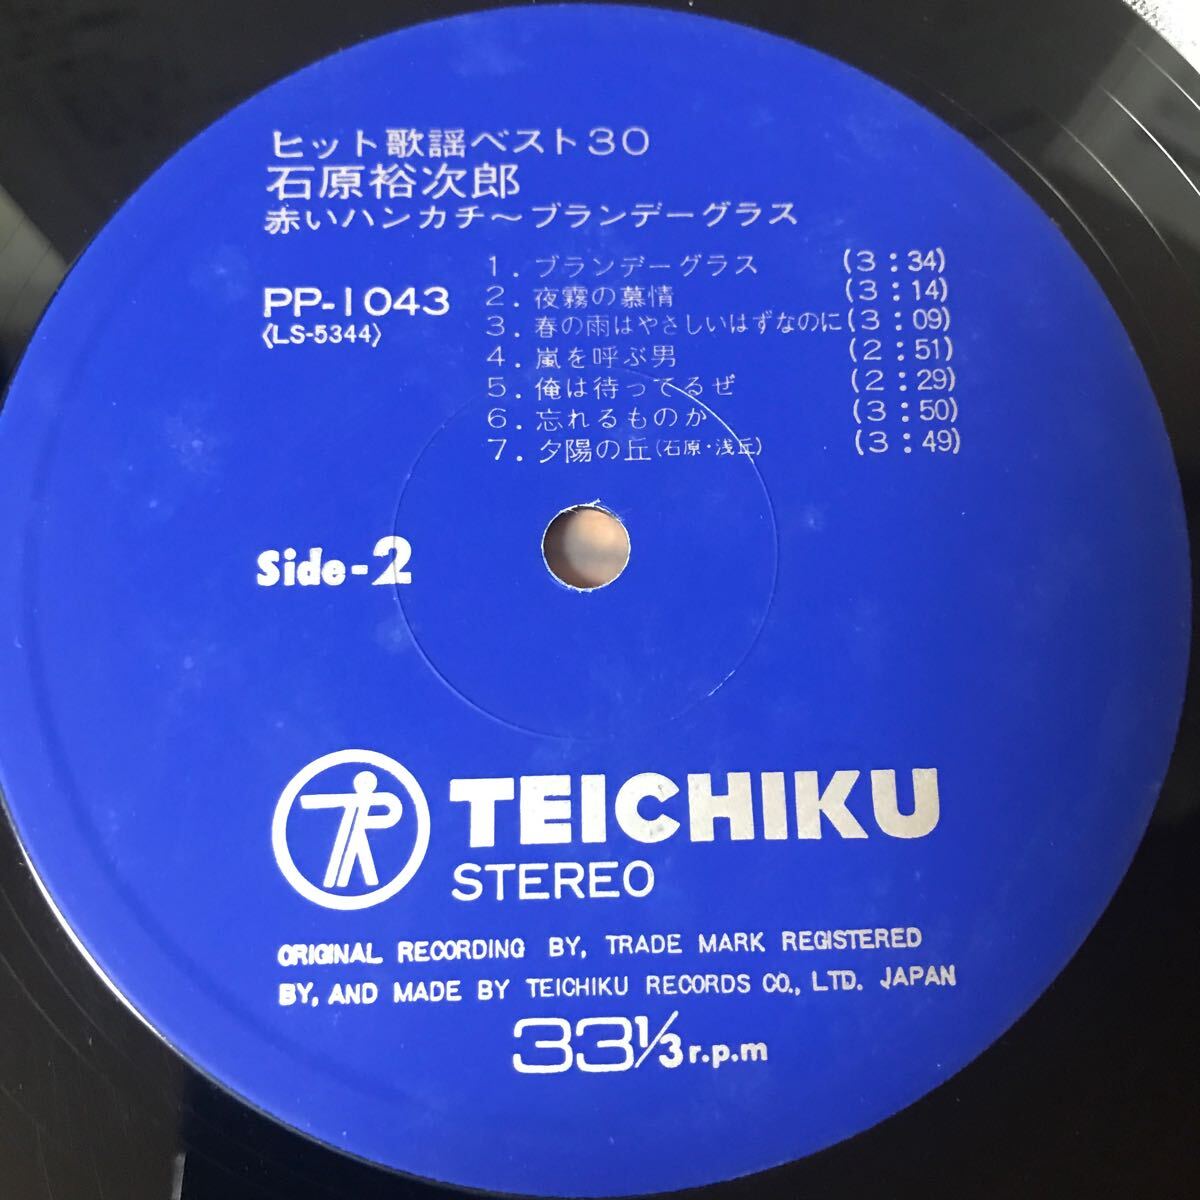 ヒット歌謡ベスト30
石原裕次郎
赤いハンカチ〜ブランデーグラス
PP-1043
〈LS-5344〉
1. ブランデーグラス (3:34)
2. 夜霧の慕情 (3:14)
3. 春の雨はやさしいはずなのに (3:09)
4. 嵐を呼ぶ男 (2:51)
5. 俺は待ってるぜ (2:29)
6. 忘れるものか (3:50)
7. 夕陽の丘(石原・浅丘) (3:49)
Side-2
TEICHIKU
STEREO
ORIGINAL RECORDING BY, TRADE MARK REGISTERED
BY, AND MADE BY TEICHIKU RECORDS CO., LTD. JAPAN
33⅓ r.p.m